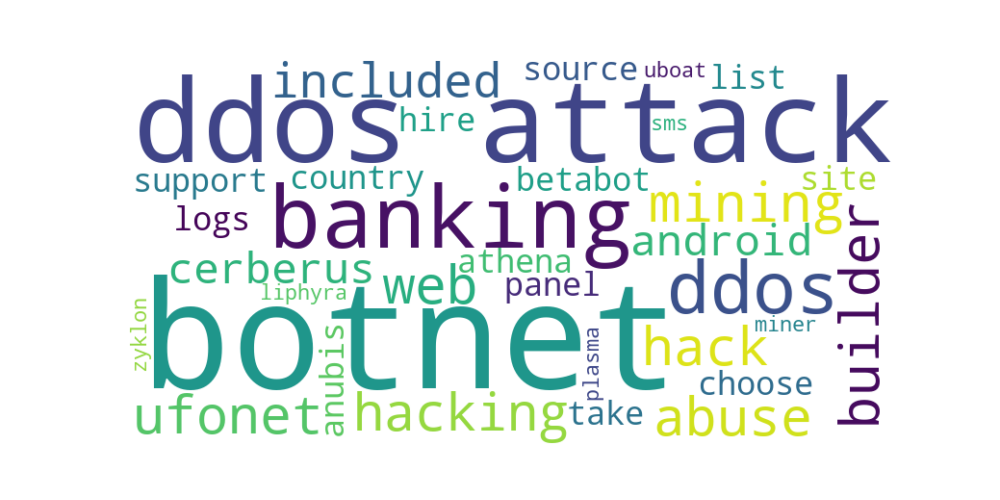 included source uboat list
ddos attack
hire sms
support country betabot site
logs banking mining
android
cerberus web athena panel ddos
liphyra
botnet
zyklon
anubis
plasma
miner
hack
choose
builder
ufonet hacking take abuse